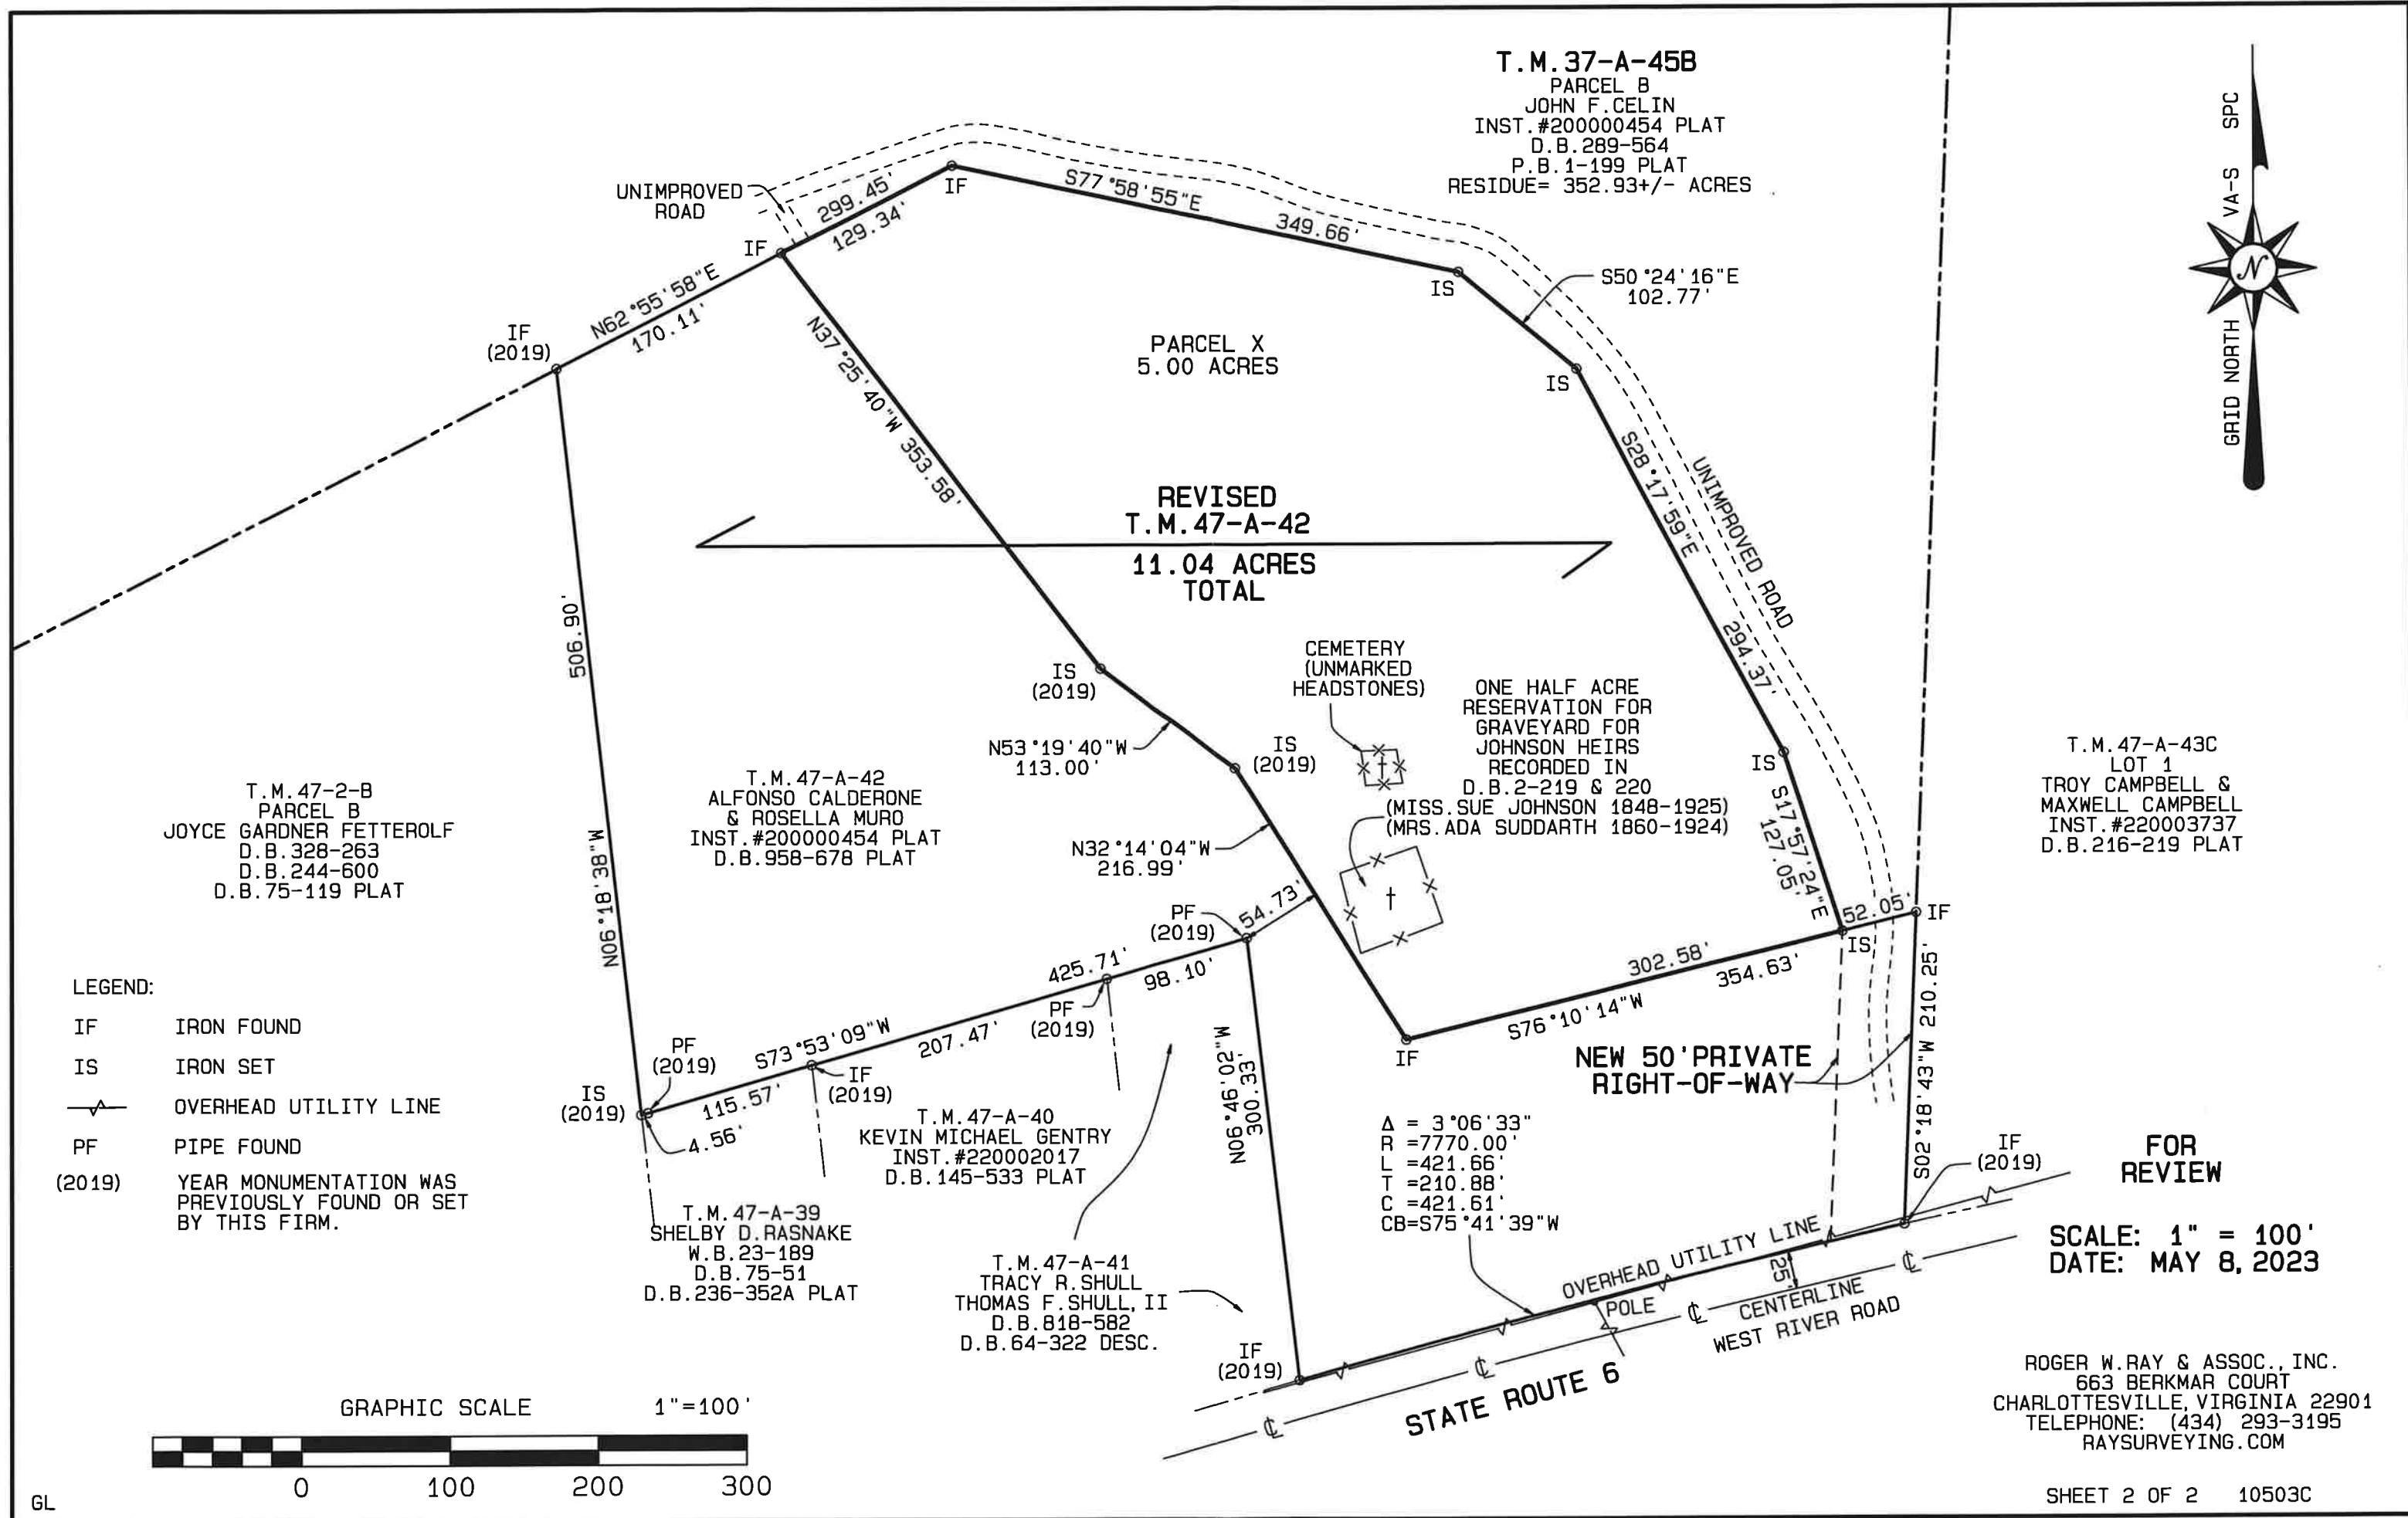 T.M.37-A-45B
PARCEL B
JOHN F.CELIN
INST.#200000454 PLAT
D.B.289-564
P.B.1-199 PLAT
RESIDUE= 352.93+/- ACRES
VA-S SPC
GRID NORTH
N
UNIMPROVED
ROAD
299.45'
129.34'
IF
IF
S77°58'55"E
349.66'
IS
S50°24'16"E
102.77'
IS
IF
(2019)
N62°55'58"E
170.11'
N37°25'40"W 353.58'
PARCEL X
5.00 ACRES
REVISED
T.M.47-A-42
11.04 ACRES
TOTAL
S28°17'59"E
294.37'
UNIMPROVED ROAD
506.90'
N06°18'38"W
IS
(2019)
N53°19'40"W
113.00'
IS
(2019)
CEMETERY
(UNMARKED
HEADSTONES)
ONE HALF ACRE
RESERVATION FOR
GRAVEYARD FOR
JOHNSON HEIRS
RECORDED IN
D.B.2-219 & 220
(MISS.SUE JOHNSON 1848-1925)
(MRS.ADA SUDDARTH 1860-1924)
IS
S17°57'24"E
127.05'
T.M.47-A-43C
LOT 1
TROY CAMPBELL &
MAXWELL CAMPBELL
INST.#220003737
D.B.216-219 PLAT
T.M.47-2-B
PARCEL B
JOYCE GARDNER FETTEROLF
D.B.328-263
D.B.244-600
D.B.75-119 PLAT
T.M.47-A-42
ALFONSO CALDERONE
& ROSELLA MURO
INST.#200000454 PLAT
D.B.958-678 PLAT
N32°14'04"W
216.99'
PF
(2019)
54.73'
52.05'
IF
IS
302.58'
354.63'
S76°10'14"W
IF
425.71'
98.10'
PF
(2019)
S73°53'09"W
207.47'
PF
(2019)
IS
(2019)
115.57'
4.56'
IF
(2019)
N06°46'02"W
300.33'
NEW 50'PRIVATE
RIGHT-OF-WAY
S02°18'43"W 210.25'
IF
(2019)
LEGEND:
IF IRON FOUND
IS IRON SET
OVERHEAD UTILITY LINE
PF PIPE FOUND
(2019) YEAR MONUMENTATION WAS
PREVIOUSLY FOUND OR SET
BY THIS FIRM.
T.M.47-A-40
KEVIN MICHAEL GENTRY
INST.#220002017
D.B.145-533 PLAT
T.M.47-A-39
SHELBY D.RASNAKE
W.B.23-189
D.B.75-51
D.B.236-352A PLAT
T.M.47-A-41
TRACY R.SHULL
THOMAS F.SHULL,II
D.B.818-582
D.B.64-322 DESC.
IF
(2019)
Δ = 3°06'33"
R =7770.00'
L =421.66'
T =210.88'
C =421.61'
CB=S75°41'39"W
OVERHEAD UTILITY LINE
POLE
25'
℄
℄
℄
℄
CENTERLINE
WEST RIVER ROAD
STATE ROUTE 6
FOR
REVIEW
SCALE: 1" = 100'
DATE: MAY 8,2023
ROGER W.RAY & ASSOC.,INC.
663 BERKMAR COURT
CHARLOTTESVILLE,VIRGINIA 22901
TELEPHONE: (434) 293-3195
RAYSURVEYING.COM
GRAPHIC SCALE 1"=100'
0 100 200 300
GL
SHEET 2 OF 2 10503C